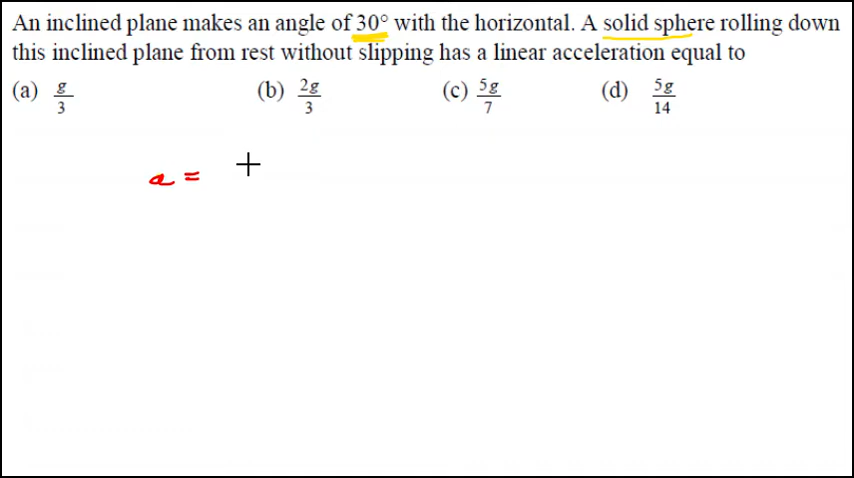 An inclined plane makes an angle of 30° with the horizontal. A solid sphere rolling down
this inclined plane from rest without slipping has a linear acceleration equal to
(a) g/3 (b) 2g/3 (c) 5g/7 (d) 5g/14
a =